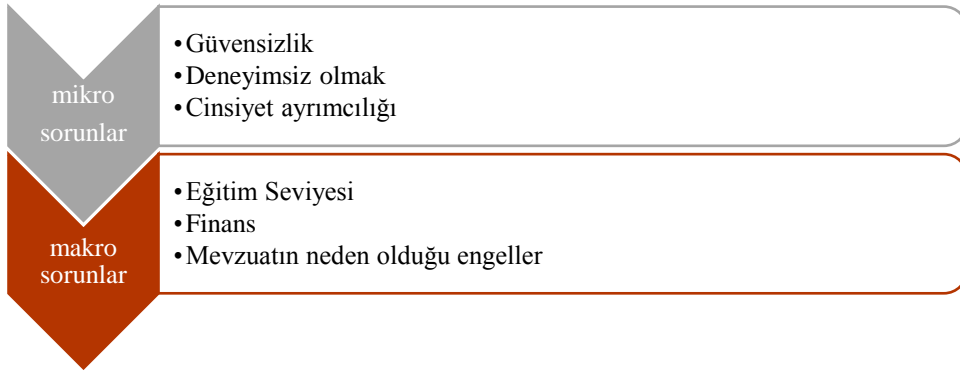 mikro
sorunlar
•Güvensizlik
•Deneyimsiz olmak
•Cinsiyet ayrımcılığı
makro
sorunlar
•Eğitim Seviyesi
•Finans
•Mevzuatın neden olduğu engeller